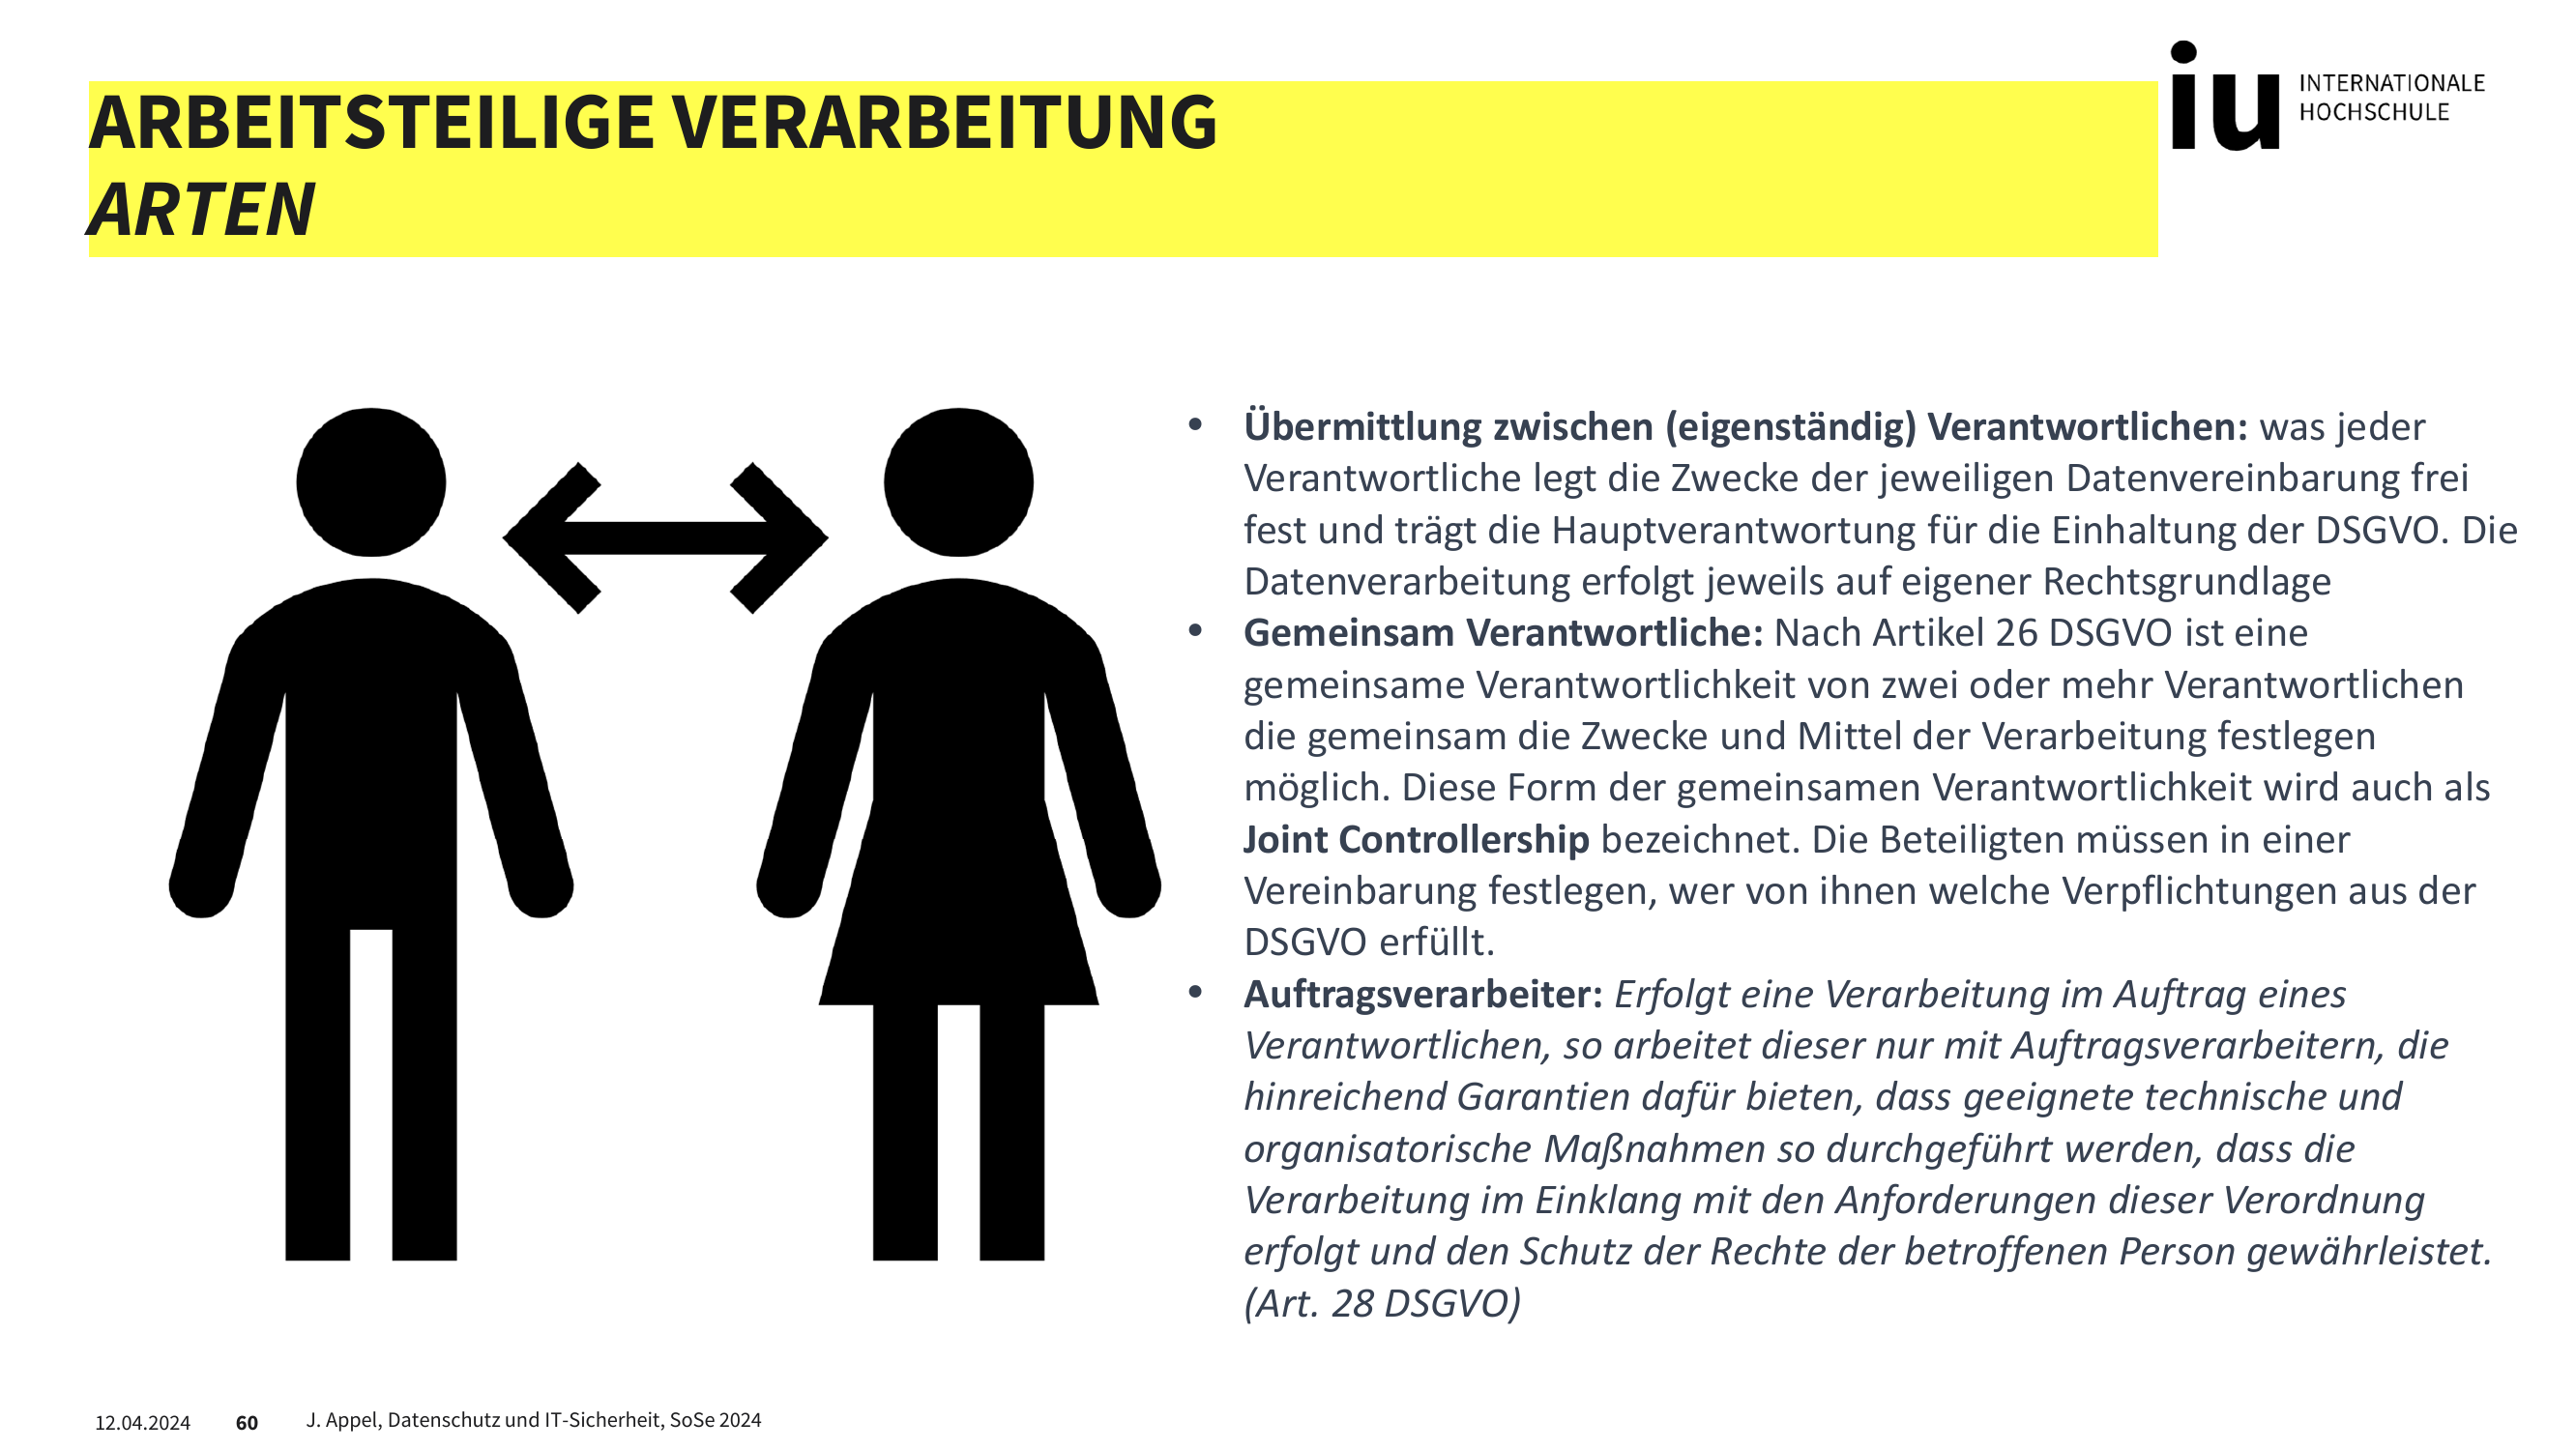 ARBEITSTEILIGE VERARBEITUNG
ARTEN
iu INTERNATIONALE
HOCHSCHULE
• Übermittlung zwischen (eigenständig) Verantwortlichen: was jeder
Verantwortliche legt die Zwecke der jeweiligen Datenvereinbarung frei
fest und trägt die Hauptverantwortung für die Einhaltung der DSGVO. Die
Datenverarbeitung erfolgt jeweils auf eigener Rechtsgrundlage
• Gemeinsam Verantwortliche: Nach Artikel 26 DSGVO ist eine
gemeinsame Verantwortlichkeit von zwei oder mehr Verantwortlichen
die gemeinsam die Zwecke und Mittel der Verarbeitung festlegen
möglich. Diese Form der gemeinsamen Verantwortlichkeit wird auch als
Joint Controllership bezeichnet. Die Beteiligten müssen in einer
Vereinbarung festlegen, wer von ihnen welche Verpflichtungen aus der
DSGVO erfüllt.
• Auftragsverarbeiter: Erfolgt eine Verarbeitung im Auftrag eines
Verantwortlichen, so arbeitet dieser nur mit Auftragsverarbeitern, die
hinreichend Garantien dafür bieten, dass geeignete technische und
organisatorische Maßnahmen so durchgeführt werden, dass die
Verarbeitung im Einklang mit den Anforderungen dieser Verordnung
erfolgt und den Schutz der Rechte der betroffenen Person gewährleistet.
(Art. 28 DSGVO)
12.04.2024 60 J. Appel, Datenschutz und IT-Sicherheit, SoSe 2024